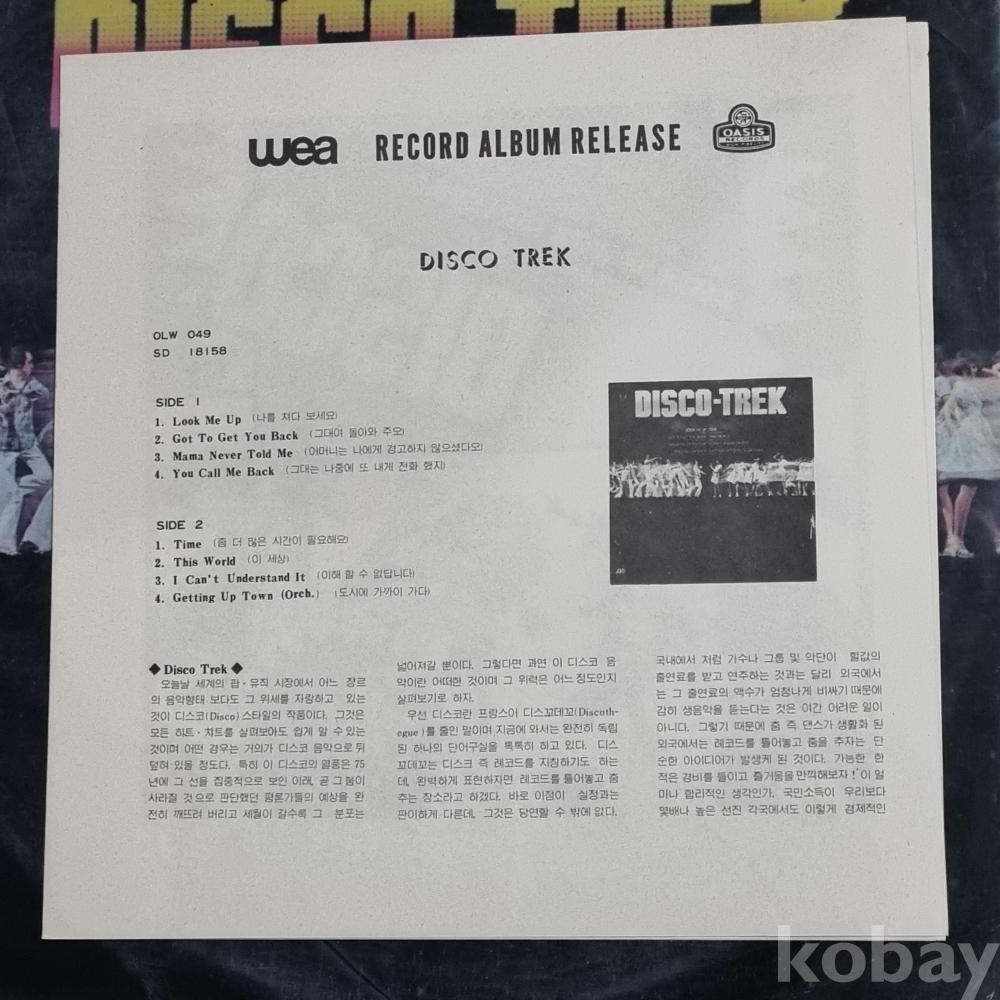 DISCO-TREK
wea RECORD ALBUM RELEASE OASIS RECORDS
DISCO TREK
OLW 049
SD 18158
SIDE 1
1. Look Me Up (나를 쳐다 보세요)
2. Got To Get You Back (그대여 돌아와 주오)
3. Mama Never Told Me (어머니는 나에게 경고하지 않으셨다오)
4. You Call Me Back (그대는 나중에 또 내게 전화 했지)
DISCO-TREK
SIDE 2
1. Time (좀 더 많은 시간이 필요해요)
2. This World (이 세상)
3. I Can't Understand It (이해 할 수 없답니다)
4. Getting Up Town (Orch.) (도시에 가까이 가다)
◆ Disco Trek ◆
오늘날 세계의 팝·뮤직 시장에서 어느 쟝르
의 음악형태 보다도 그 위세를 자랑하고 있는
것이 디스코(Disco)스타일의 작품이다. 그것은
모든 히트·챠트를 살펴보아도 쉽게 알 수 있는
것이며 어떤 경우는 거의가 디스코 음악으로 뒤
덮혀 있을 정도다. 특히 이 디스코의 열풍은 75
년에 그 선을 집중적으로 보인 이래, 곧 그 붐이
사라질 것으로 판단했던 평론가들의 예상을 완
전히 깨뜨려 버리고 세월이 갈수록 그 분포는
넓어져갈 뿐이다. 그렇다면 과연 이 디스코 음
악이란 어떠한 것이며 그 위력은 어느 정도인지
살펴보기로 하자.
우선 디스코란 프랑스어 디스꼬떼꼬(Discoth-
egue)를 줄인 말이며 지금에 와서는 완전히 독립
된 하나의 단어구실을 톡톡히 하고 있다. 디스
꼬데꼬는 디스크 즉 레코드를 지칭하기도 하는
데, 완벽하게 표현하자면 레코드를 틀어놓고 춤
추는 장소라고 하겠다. 바로 이점이 실정과는
판이하게 다른데, 그것은 당연할 수 밖에 없다.
국내에서 처럼 가수나 그룹 및 악단이 헐값의
출연료를 받고 연주하는 것과는 달리 외국에서
는 그 출연료의 액수가 엄청나게 비싸기 때문에
감히 생음악을 듣는다는 것은 여간 어려운 일이
아니다. 그렇기 때문에 춤 즉 댄스가 생활화 된
외국에서는 레코드를 틀어놓고 춤을 추자는 단
순한 아이디어가 발생케 된 것이다. 가능한 한
적은 경비를 들이고 즐거움을 만끽해보자! 이 얼
마나 합리적인 생각인가. 국민소득이 우리보다
몇배나 높은 선진 각국에서도 이렇게 경제적인
kobay